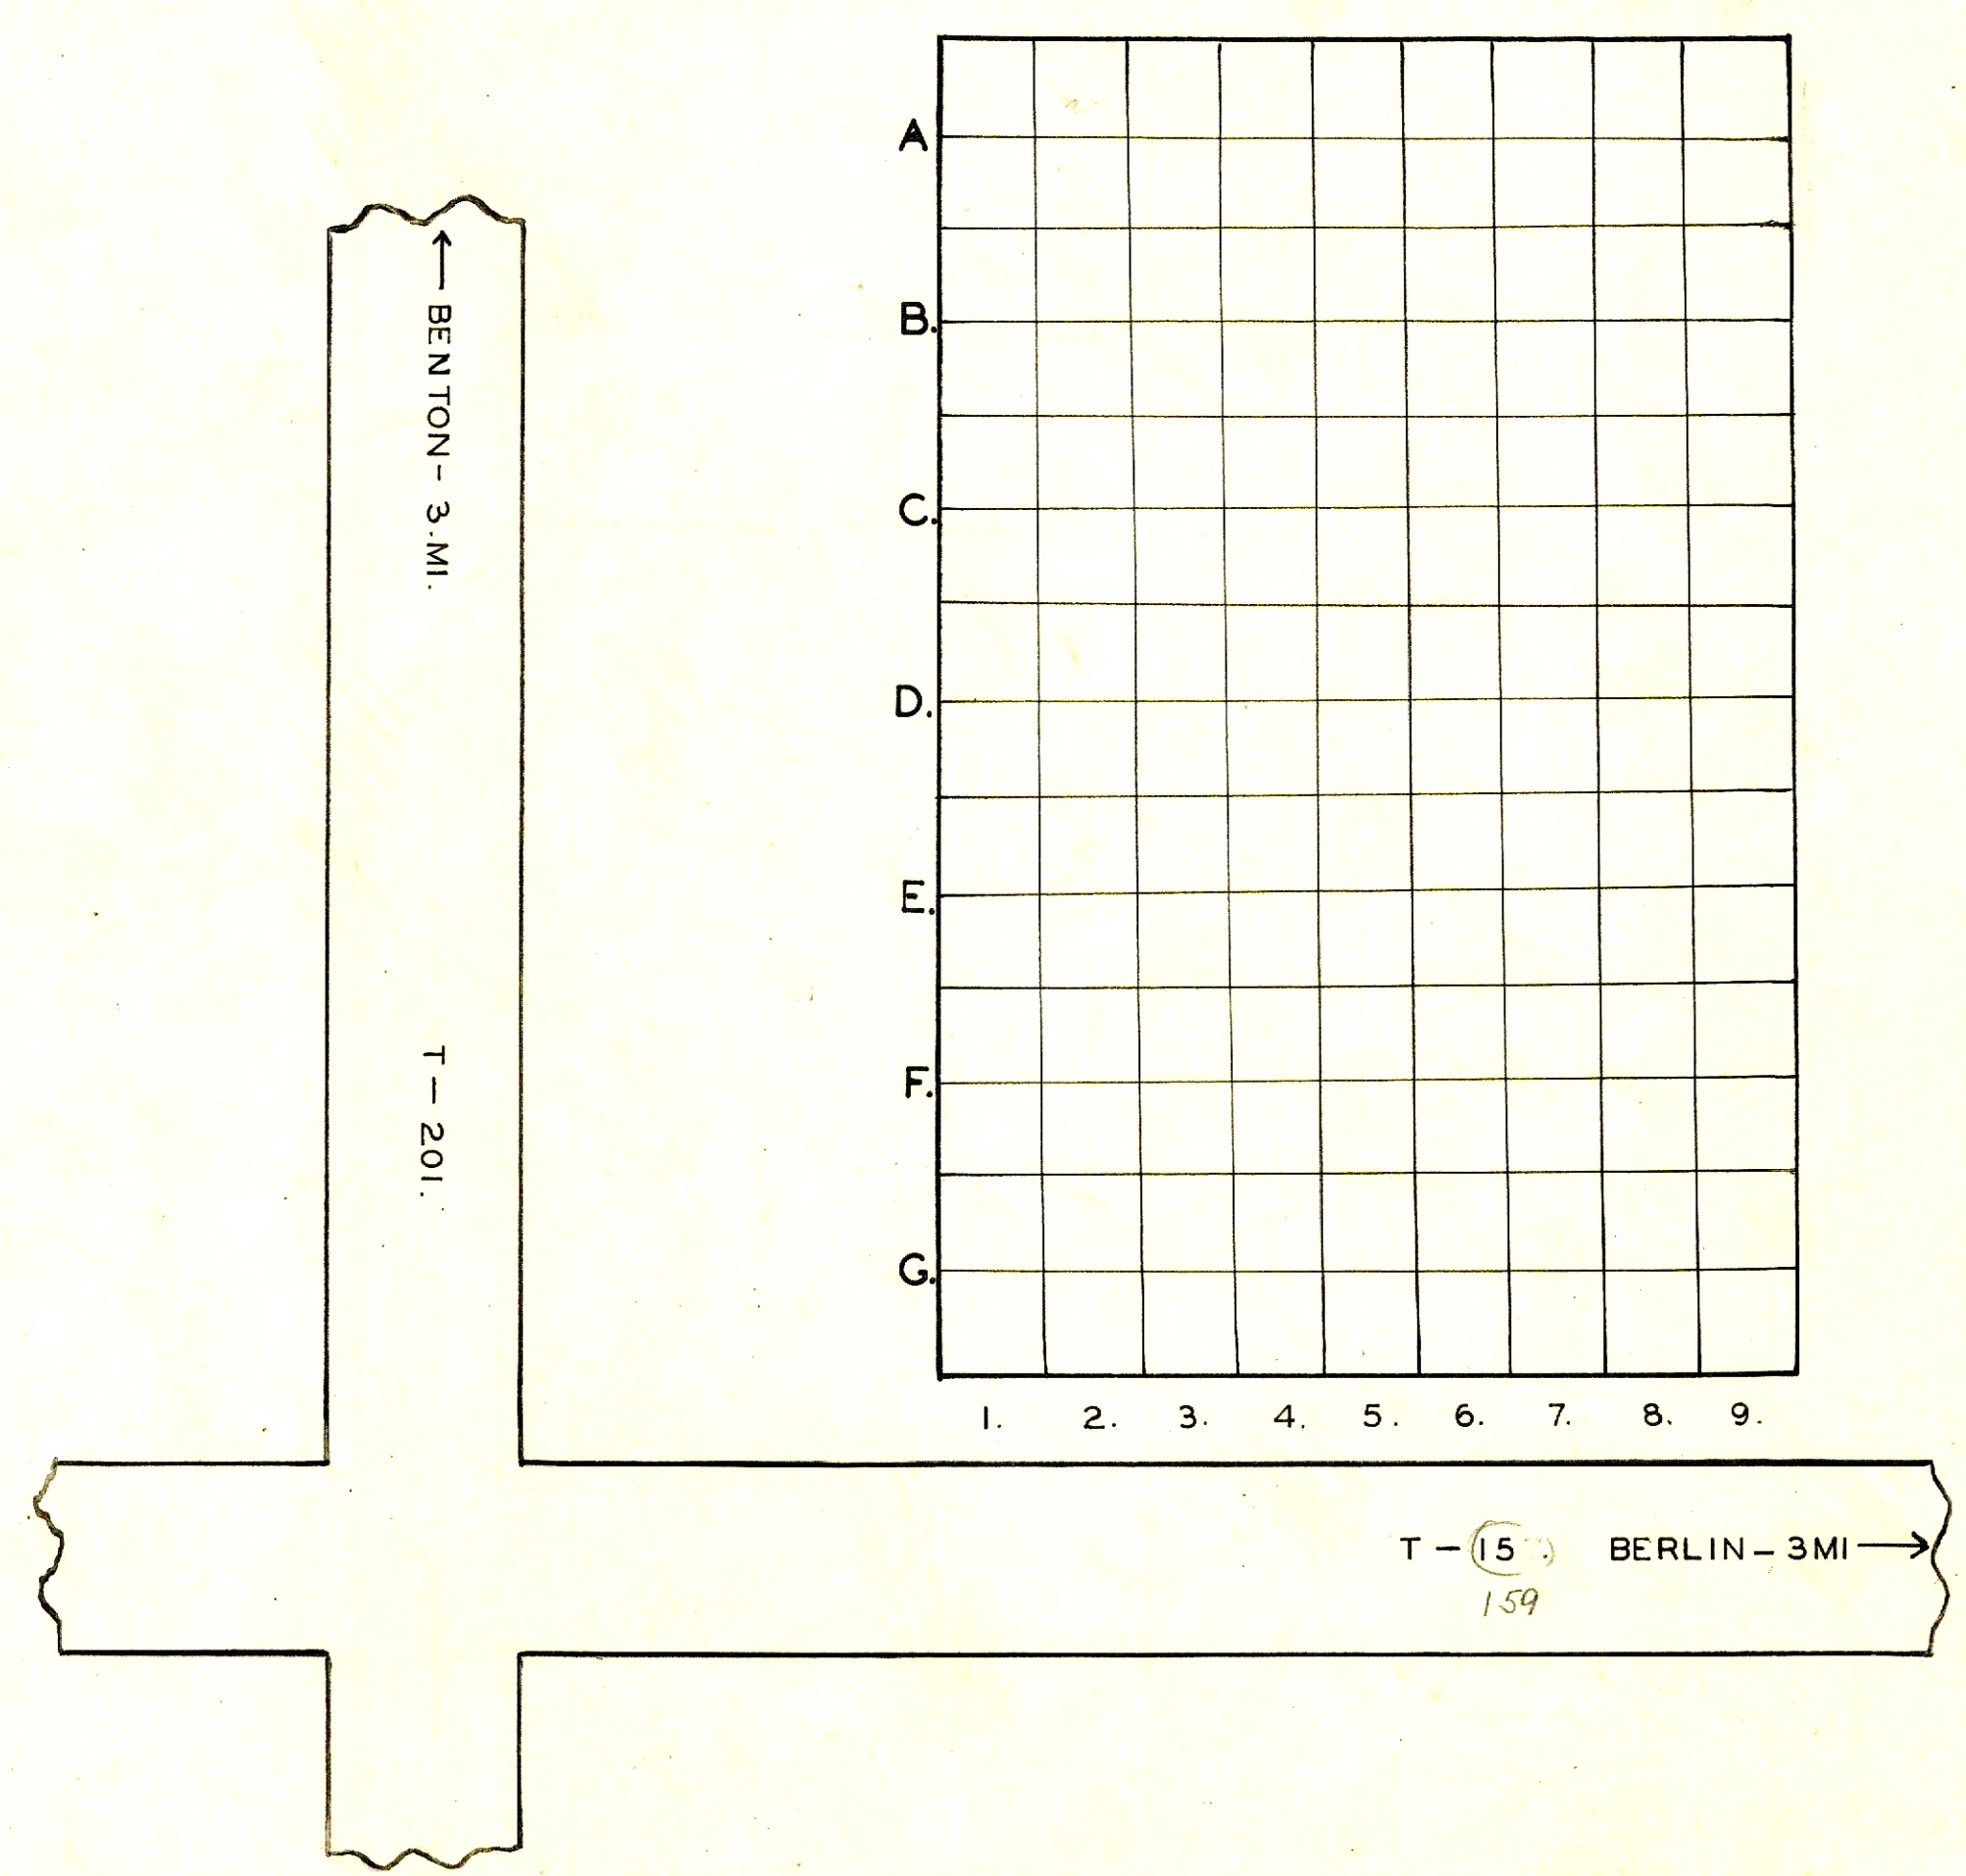 A
B.
C.
D.
E.
F.
G.
1. 2. 3. 4. 5. 6. 7. 8. 9.
BENTON- 3.MI.
T-201.
T-15 . BERLIN-3MI
159